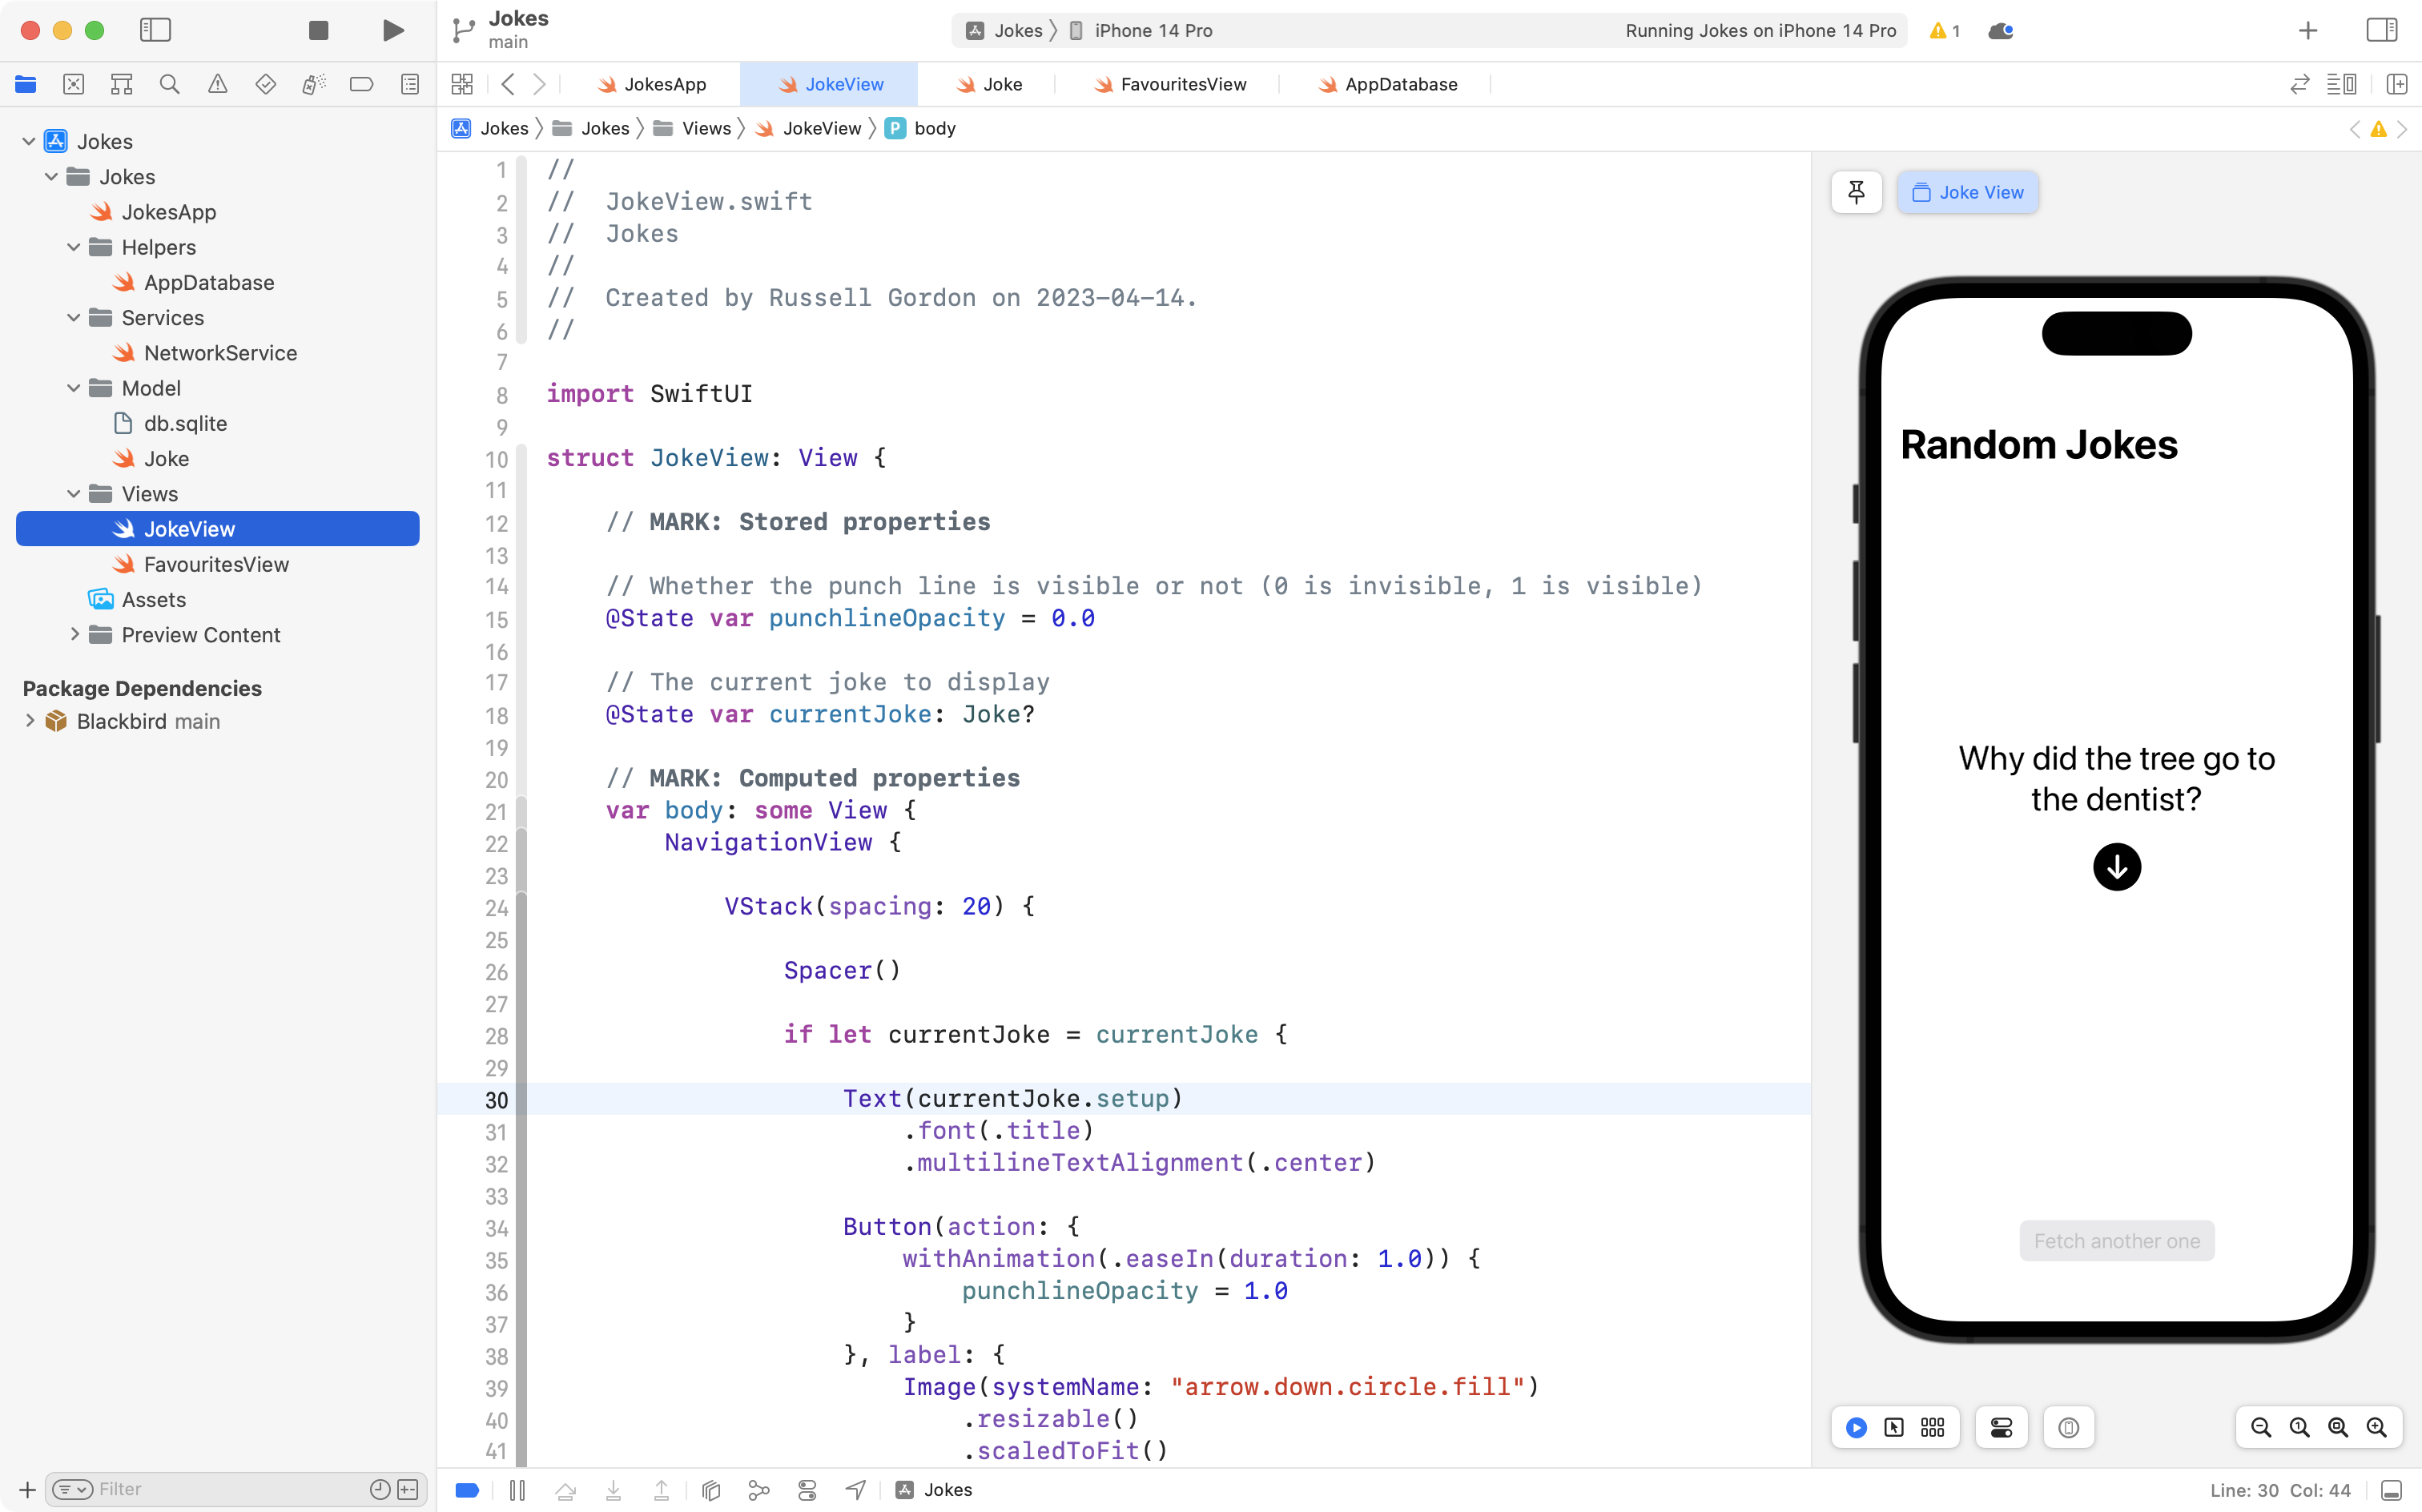 Jokes
main
Jokes
iPhone 14 Pro
Running Jokes on iPhone 14 Pro
1
JokesApp
JokeView
Joke
FavouritesView
AppDatabase
Jokes
Jokes
Views
JokeView
P
body
Jokes
Jokes
JokesApp
Helpers
AppDatabase
Services
NetworkService
Model
db.sqlite
Joke
Views
JokeView
FavouritesView
Assets
Preview Content
Package Dependencies
Blackbird main
Filter
1 //
2 //  JokeView.swift
3 //  Jokes
4 //
5 //  Created by Russell Gordon on 2023-04-14.
6 //
7
8 import SwiftUI
9
10 struct JokeView: View {
11
12     // MARK: Stored properties
13
14     // Whether the punch line is visible or not (0 is invisible, 1 is visible)
15     @State var punchlineOpacity = 0.0
16
17     // The current joke to display
18     @State var currentJoke: Joke?
19
20     // MARK: Computed properties
21     var body: some View {
22         NavigationView {
23
24             VStack(spacing: 20) {
25
26                 Spacer()
27
28                 if let currentJoke = currentJoke {
29
30                     Text(currentJoke.setup)
31                         .font(.title)
32                         .multilineTextAlignment(.center)
33
34                     Button(action: {
35                         withAnimation(.easeIn(duration: 1.0)) {
36                             punchlineOpacity = 1.0
37                         }
38                     }, label: {
39                         Image(systemName: "arrow.down.circle.fill")
40                             .resizable()
41                             .scaledToFit()
Joke View
Random Jokes
Why did the tree go to
the dentist?
Fetch another one
Jokes
Line: 30 Col: 44